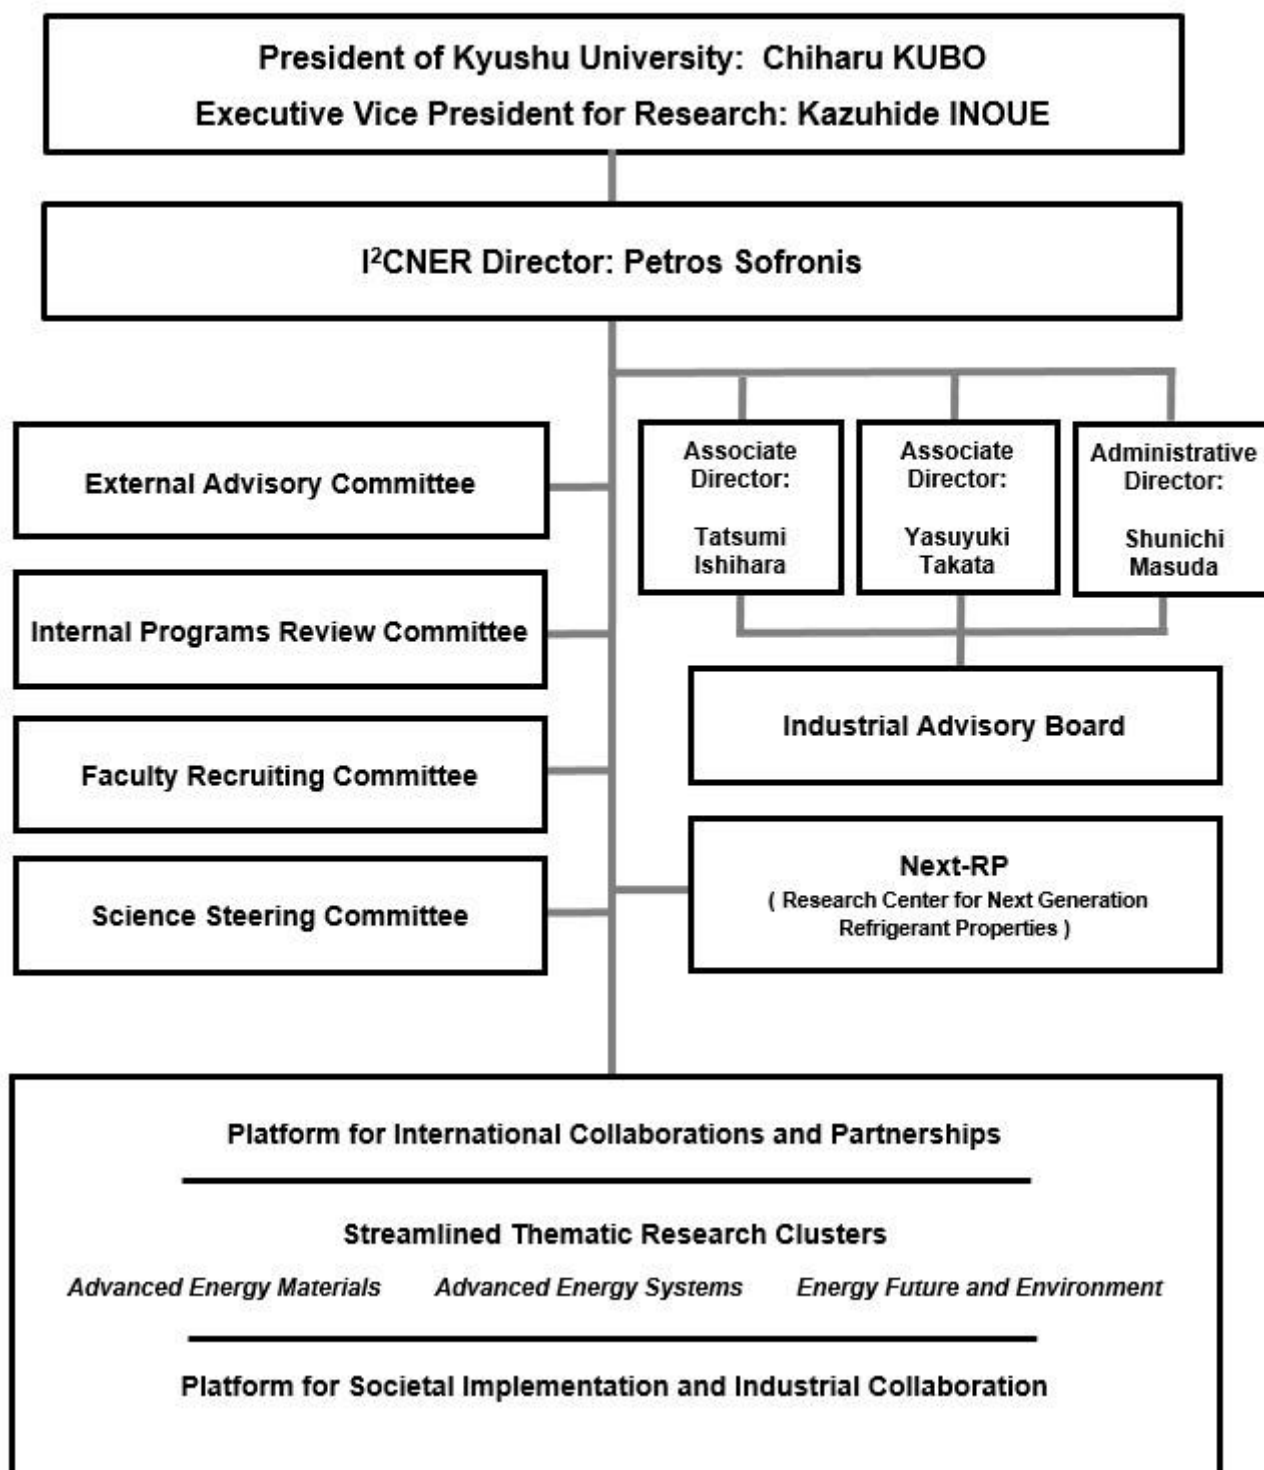 President of Kyushu University: Chiharu KUBO
Executive Vice President for Research: Kazuhide INOUE
I²CNER Director: Petros Sofronis
External Advisory Committee
Internal Programs Review Committee
Faculty Recruiting Committee
Science Steering Committee
Associate
Director:
Tatsumi
Ishihara
Associate
Director:
Yasuyuki
Takata
Administrative
Director:
Shunichi
Masuda
Industrial Advisory Board
Next-RP
( Research Center for Next Generation
Refrigerant Properties )
Platform for International Collaborations and Partnerships
Streamlined Thematic Research Clusters
Advanced Energy Materials Advanced Energy Systems Energy Future and Environment
Platform for Societal Implementation and Industrial Collaboration